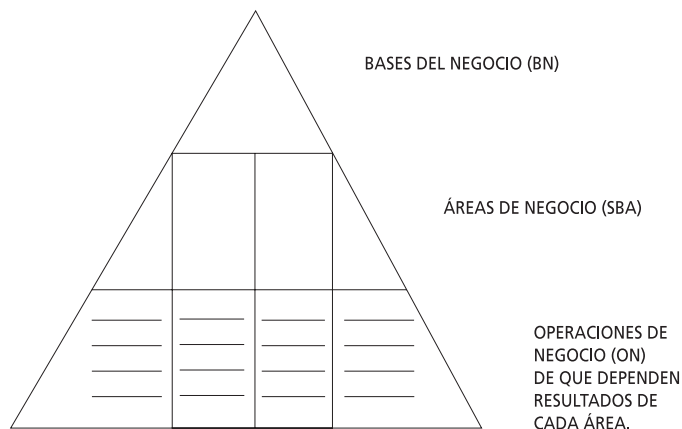 BASES DEL NEGOCIO (BN)
ÁREAS DE NEGOCIO (SBA)
OPERACIONES DE
NEGOCIO (ON)
DE QUE DEPENDEN
RESULTADOS DE
CADA ÁREA.